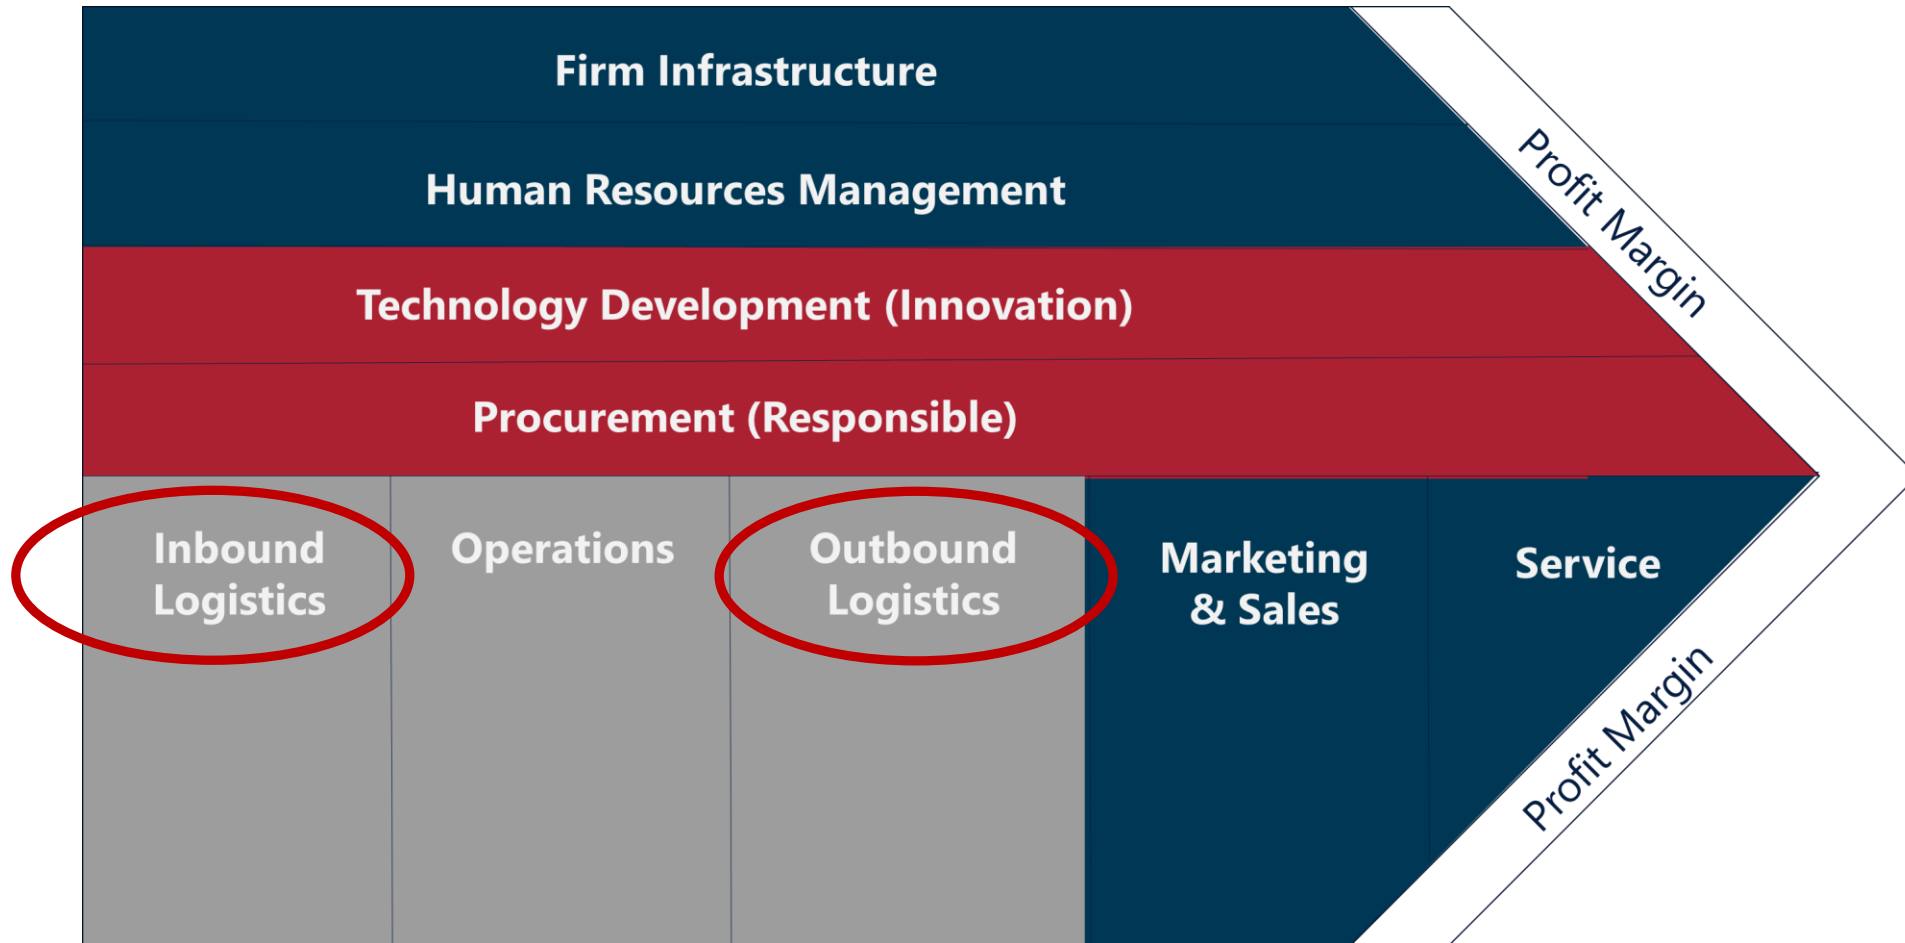 Firm Infrastructure
Human Resources Management
Technology Development (Innovation)
Procurement (Responsible)
Inbound
Logistics
Operations
Outbound
Logistics
Marketing
& Sales
Service
Profit Margin
Profit Margin